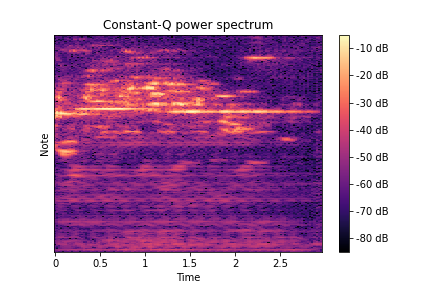 Constant-Q power spectrum
Note
-10 dB
-20 dB
-30 dB
-40 dB
-50 dB
-60 dB
-70 dB
-80 dB
0
0.5
1
1.5
2
2.5
Time